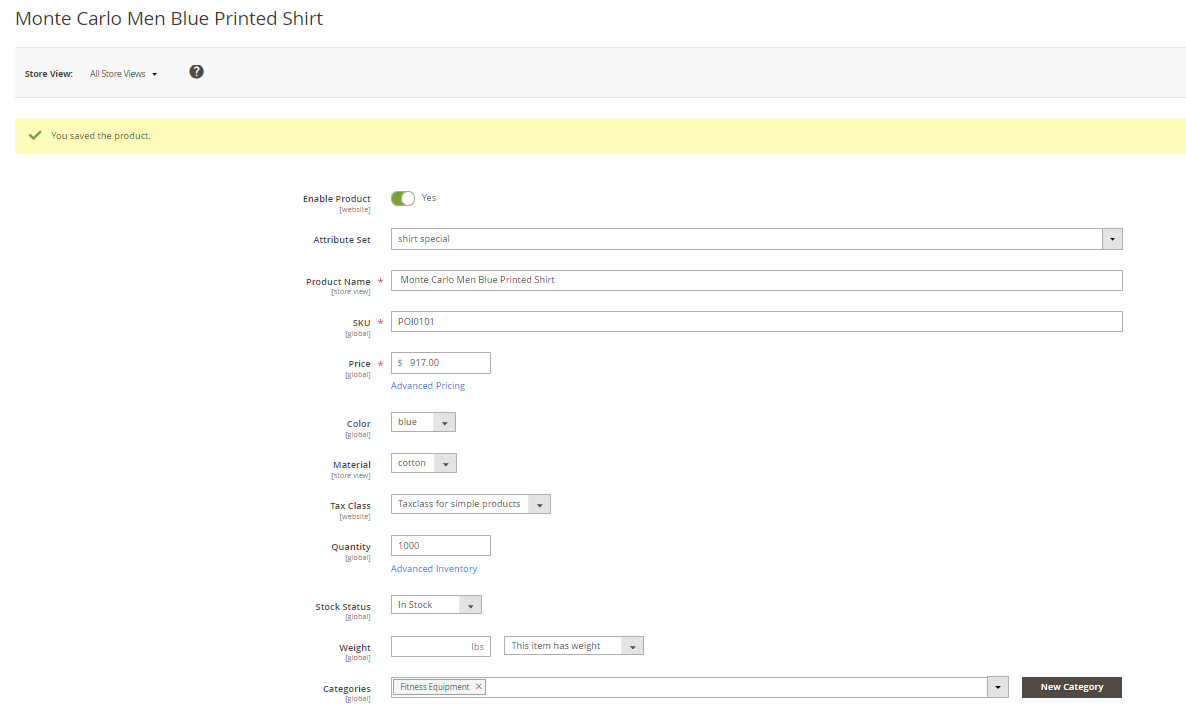 Monte Carlo Men Blue Printed Shirt
Store View: All Store Views ?
You saved the product.
Enable Product Yes
[website]
Attribute Set shirt special
Product Name * Monte Carlo Men Blue Printed Shirt
[store view]
SKU * POI0101
[global]
Price * $ 917.00
[global]
Advanced Pricing
Color blue
[global]
Material cotton
[store view]
Tax Class Taxclass for simple products
[website]
Quantity 1000
[global]
Advanced Inventory
Stock Status In Stock
[global]
Weight lbs This item has weight
[global]
Categories Fitness Equipment × New Category
[global]